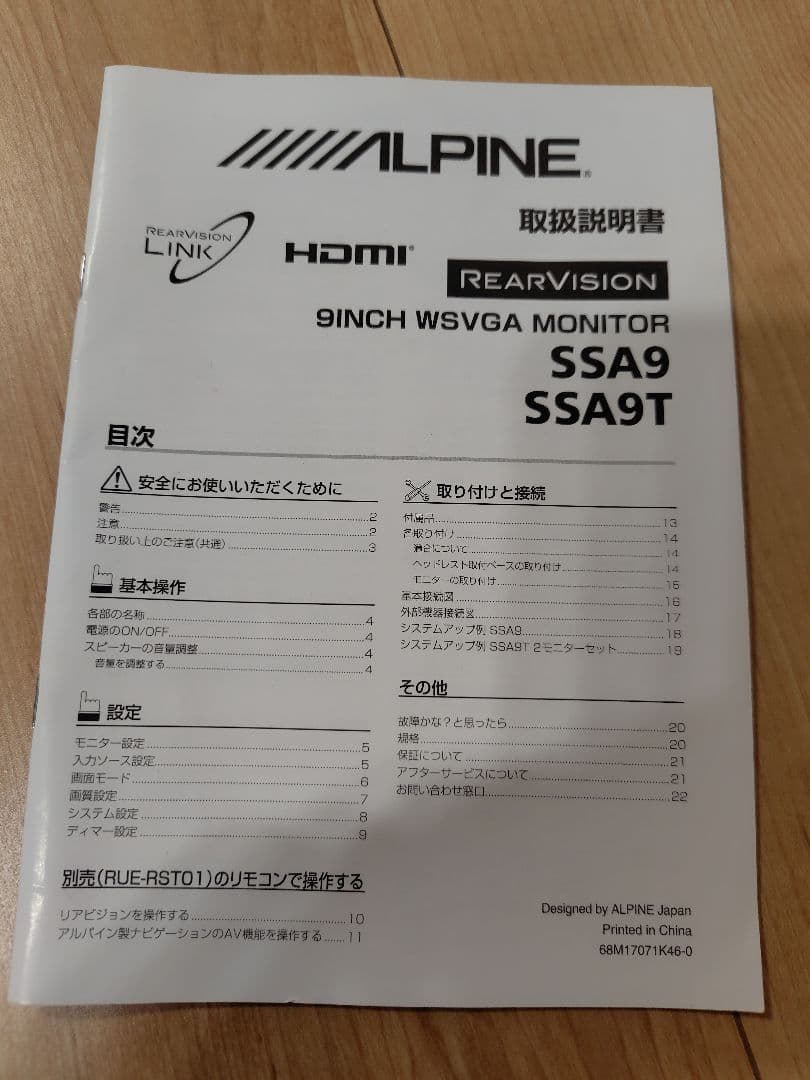 ALPINE®
取扱説明書
REARVISION
LINK
HDMI®
REARVISION
9INCH WSVGA MONITOR
SSA9
SSA9T
目次
安全にお使いいただくために
警告 2
注意 2
取り扱い上のご注意(共通) 3
基本操作
各部の名称 4
電源のON/OFF 4
スピーカーの音量調整 4
音量を調整する 4
設定
モニター設定 5
入力ソース設定 5
画面モード 6
画質設定 7
システム設定 8
ディマー設定 9
別売(RUE-RST01)のリモコンで操作する
リアビジョンを操作する 10
アルパイン製ナビゲーションのAV機能を操作する 11
取り付けと接続
付属品 13
各取り付け 14
適合について 14
ヘッドレスト取付ベースの取り付け 14
モニターの取り付け 15
基本接続図 16
外部機器接続図 17
システムアップ例 SSA9 18
システムアップ例 SSA9T 2モニターセット 19
その他
故障かな?と思ったら 20
規格 20
保証について 21
アフターサービスについて 21
お問い合わせ窓口 22
Designed by ALPINE Japan
Printed in China
68M17071K46-0